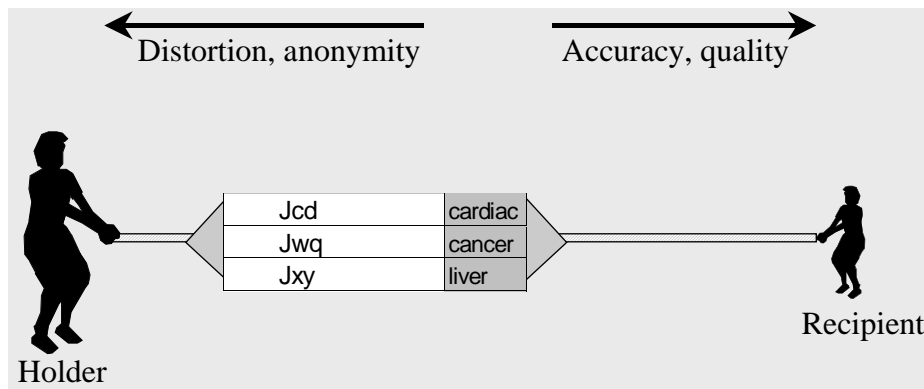 Distortion, anonymity
Accuracy, quality
Jcd cardiac
Jwq cancer
Jxy liver
Recipient
Holder